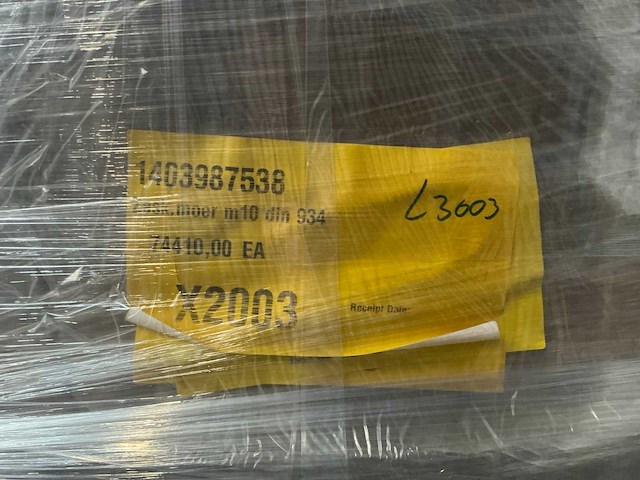 1403987538
moer m10 din 934
L3003
74410,00 EA
X2003
Receipt Date: